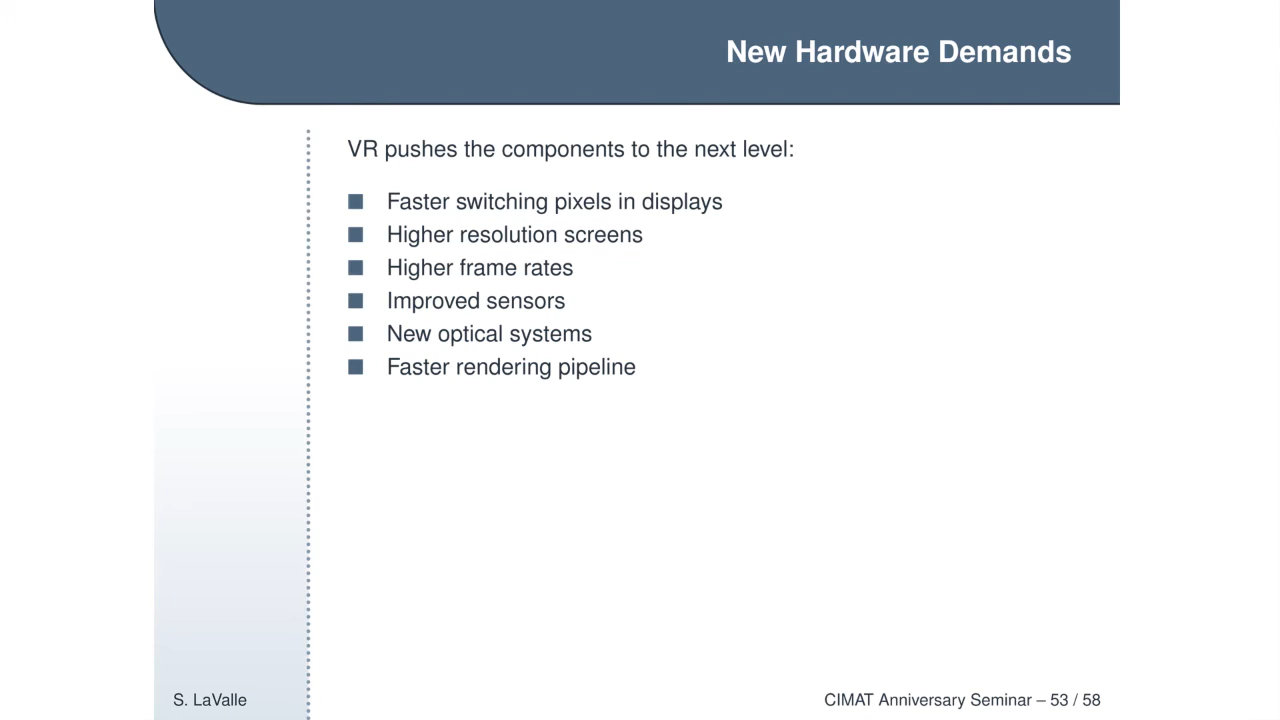 New Hardware Demands
VR pushes the components to the next level:
Faster switching pixels in displays
Higher resolution screens
Higher frame rates
Improved sensors
New optical systems
Faster rendering pipeline
S. LaValle
CIMAT Anniversary Seminar – 53 / 58